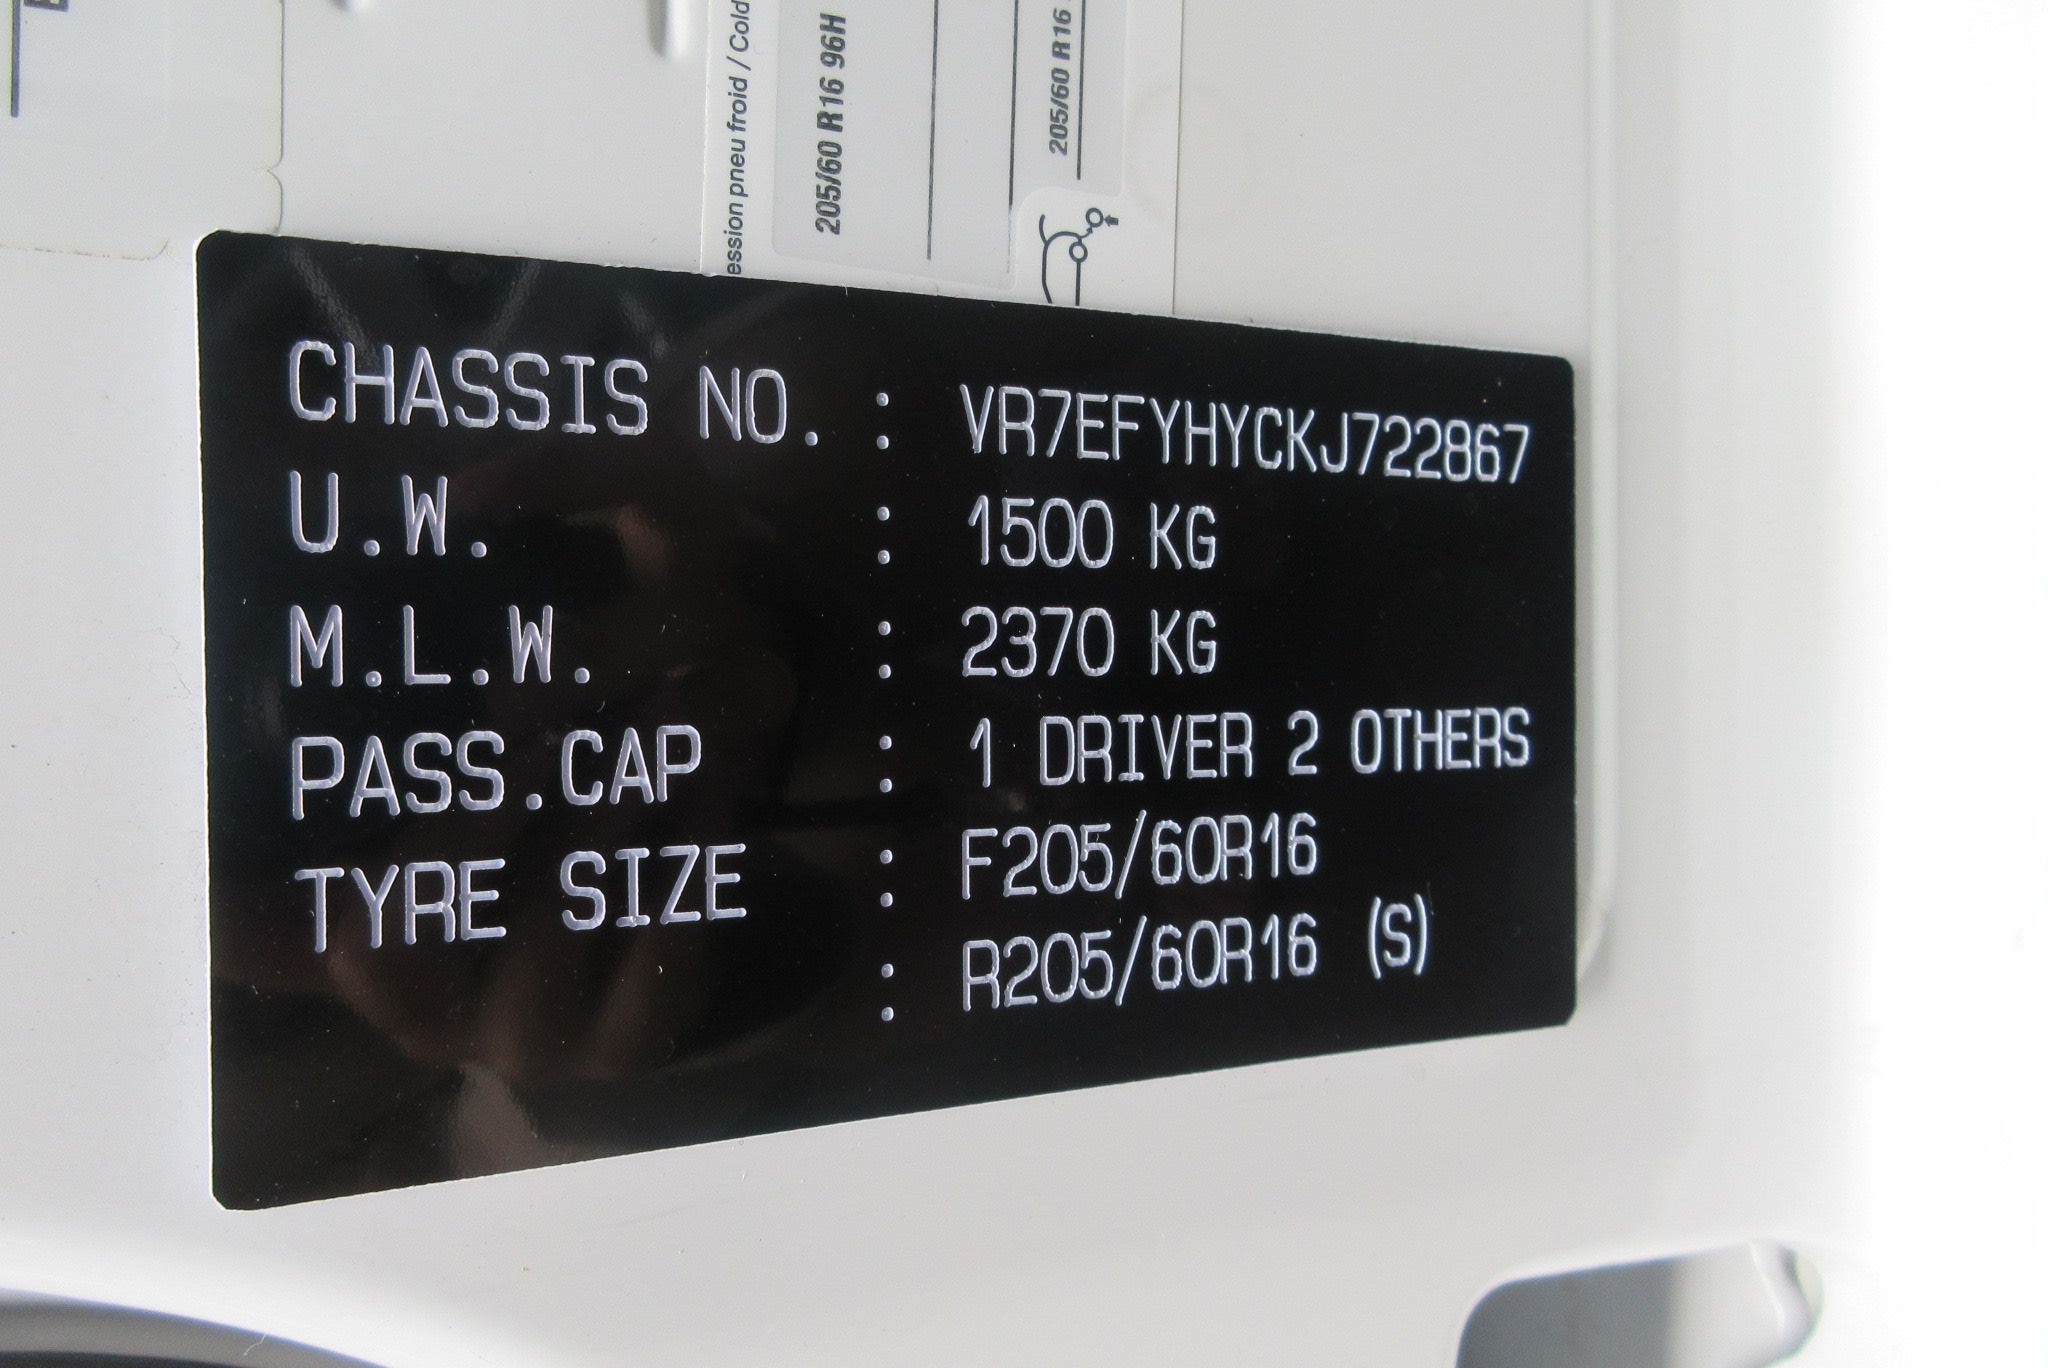 ession pneu froid / Cold
205/60 R16 96H
205/60 R16
CHASSIS NO. : VR7EFYHYCKJ722867
U.W. : 1500 KG
M.L.W. : 2370 KG
PASS.CAP : 1 DRIVER 2 OTHERS
TYRE SIZE : F205/60R16
: R205/60R16 (S)